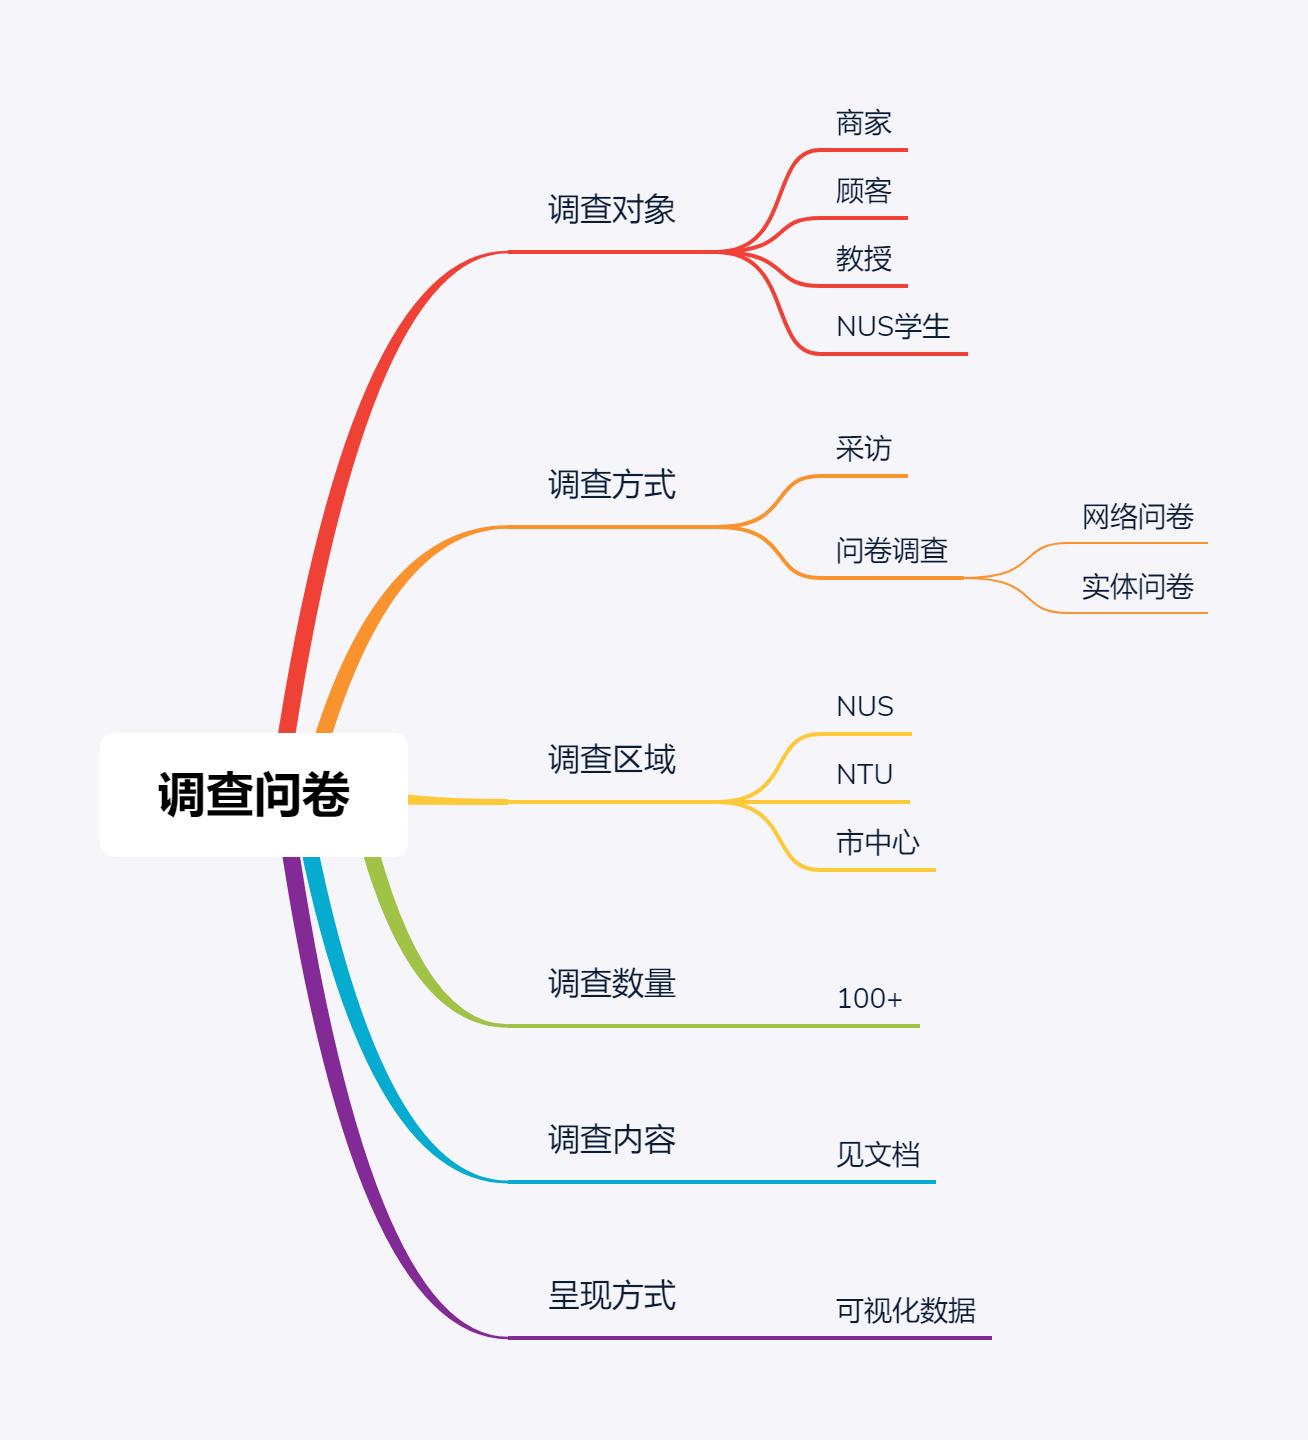 调查问卷
调查对象
商家
顾客
教授
NUS学生
调查方式
采访
问卷调查
网络问卷
实体问卷
调查区域
NUS
NTU
市中心
调查数量
100+
调查内容
见文档
呈现方式
可视化数据